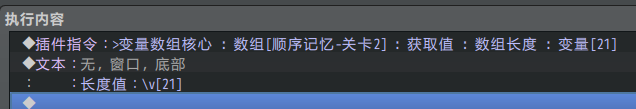 执行内容
◆插件指令：>变量数组核心 : 数组[顺序记忆-关卡2] : 获取值 : 数组长度 : 变量[21]
◆文本：无, 窗口, 底部
：　　：长度值：\v[21]
◆